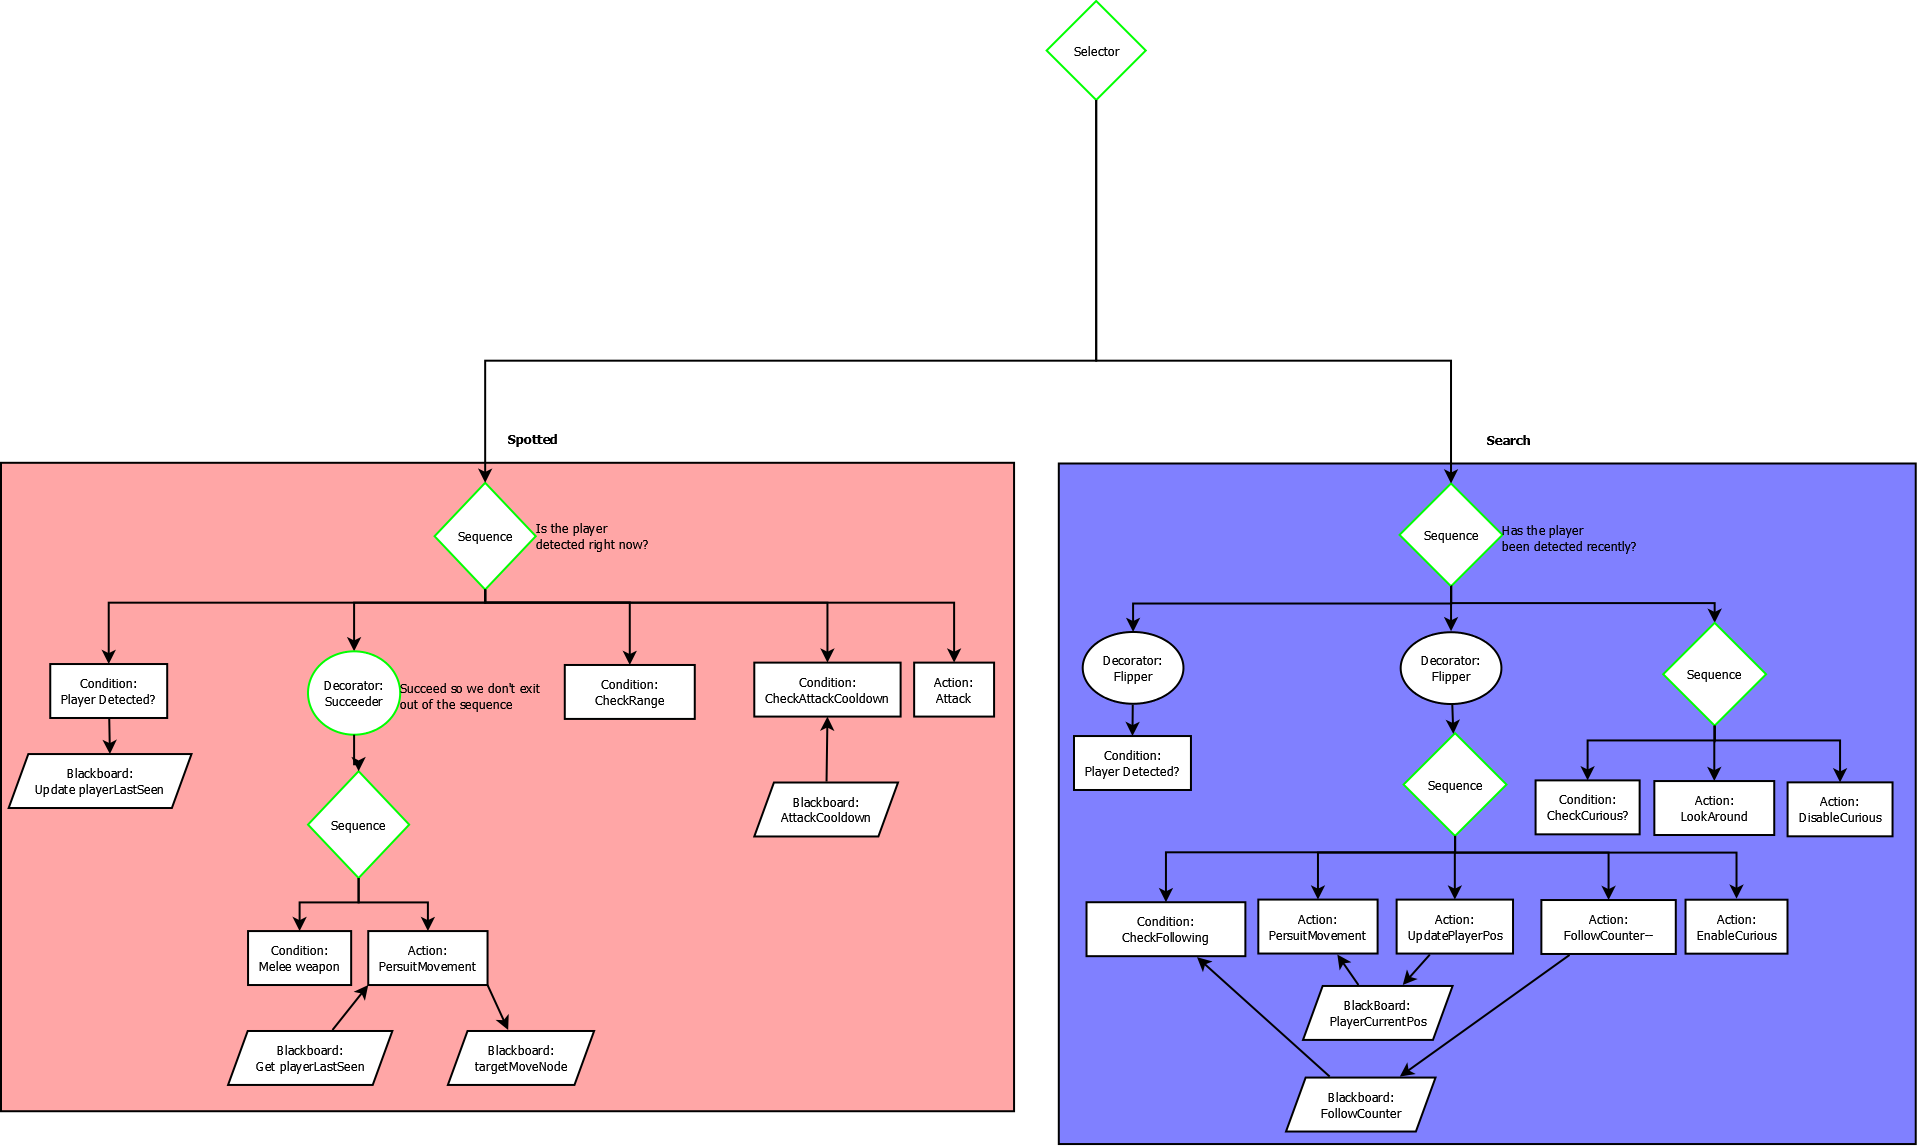 Selector
Spotted
Search
Sequence
Is the player
detected right now?
Sequence
Has the player
been detected recently?
Condition:
Player Detected?
Decorator:
Succeeder
Succeed so we don't exit
out of the sequence
Condition:
CheckRange
Condition:
CheckAttackCooldown
Action:
Attack
Decorator:
Flipper
Decorator:
Flipper
Sequence
Blackboard:
Update playerLastSeen
Condition:
Player Detected?
Sequence
Condition:
CheckCurious?
Action:
LookAround
Action:
DisableCurious
Sequence
Blackboard:
AttackCooldown
Condition:
Melee weapon
Action:
PersuitMovement
Condition:
CheckFollowing
Action:
PersuitMovement
Action:
UpdatePlayerPos
Action:
FollowCounter--
Action:
EnableCurious
Blackboard:
Get playerLastSeen
Blackboard:
targetMoveNode
BlackBoard:
PlayerCurrentPos
Blackboard:
FollowCounter